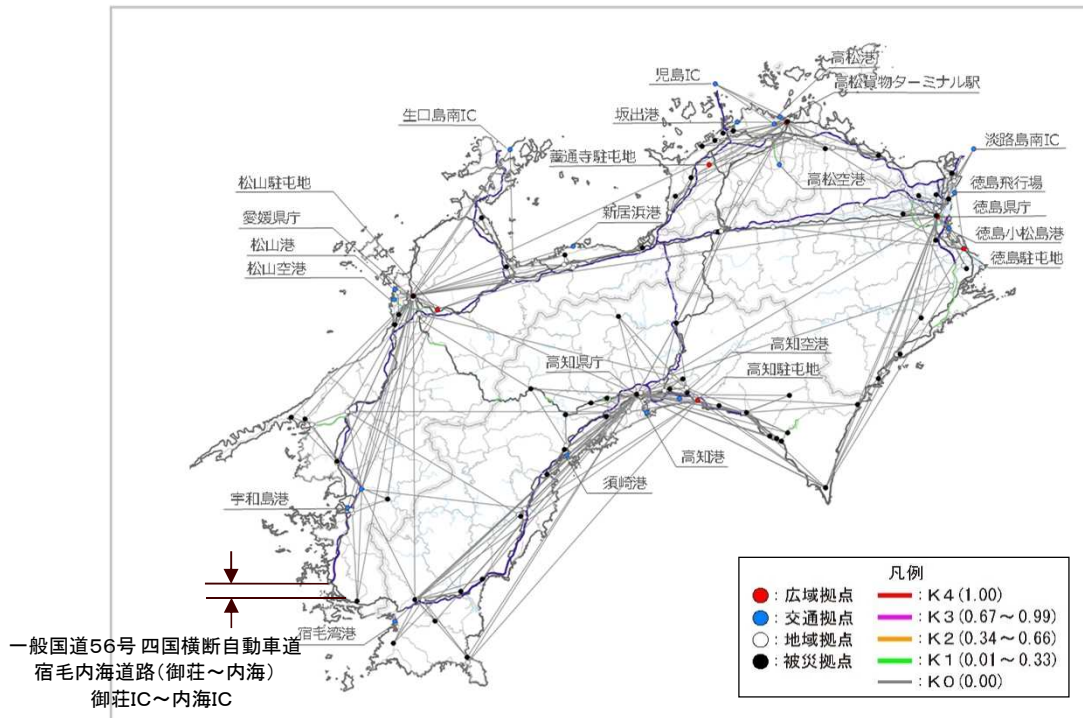 高松港
児島IC
高松貨物ターミナル駅
坂出港
生口島南IC
淡路島南IC
善通寺駐屯地
高松空港
徳島飛行場
松山駐屯地
徳島県庁
新居浜港
愛媛県庁
徳島小松島港
松山港
徳島駐屯地
松山空港
高知空港
高知県庁
高知駐屯地
高知港
須崎港
宇和島港
宿毛湾港
一般国道56号 四国横断自動車道
宿毛内海道路(御荘~内海)
御荘IC~内海IC
凡例
:広域拠点
:K4(1.00)
:交通拠点
:K3(0.67~0.99)
:地域拠点
:K2(0.34~0.66)
:被災拠点
:K1(0.01~0.33)
:K0(0.00)